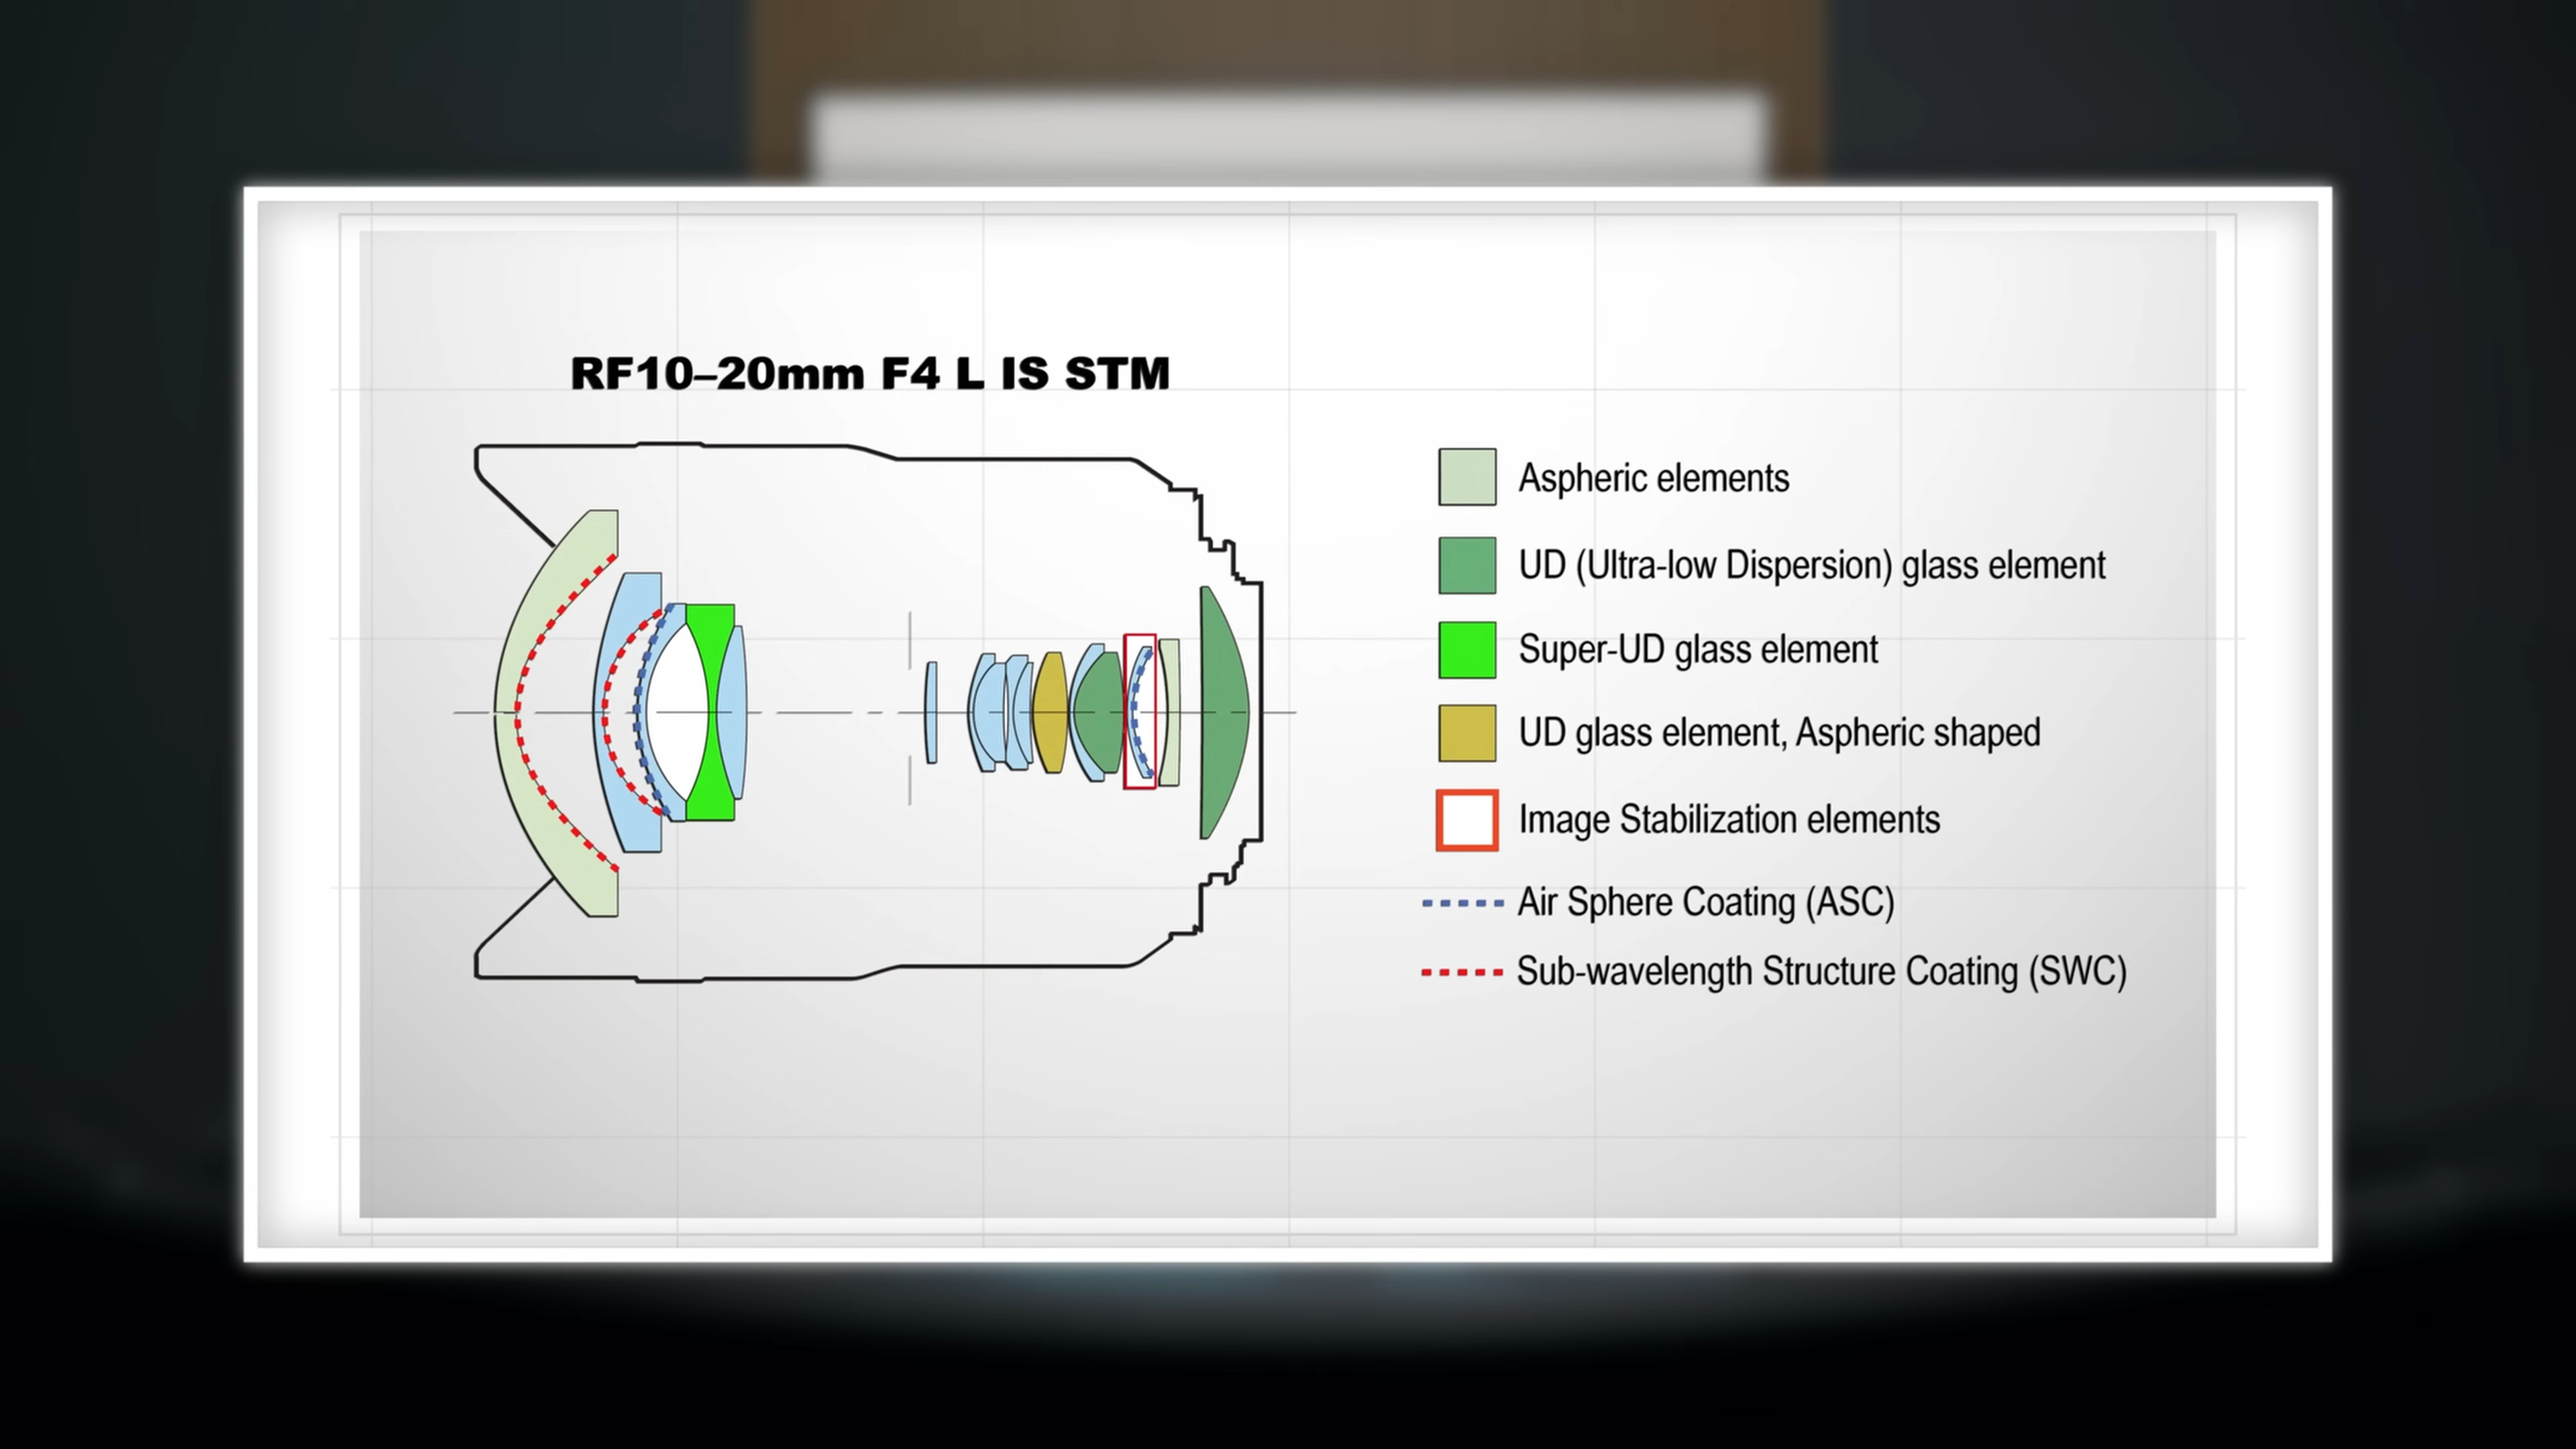 RF10–20mm F4 L IS STM
Aspheric elements
UD (Ultra-low Dispersion) glass element
Super-UD glass element
UD glass element, Aspheric shaped
Image Stabilization elements
Air Sphere Coating (ASC)
Sub-wavelength Structure Coating (SWC)